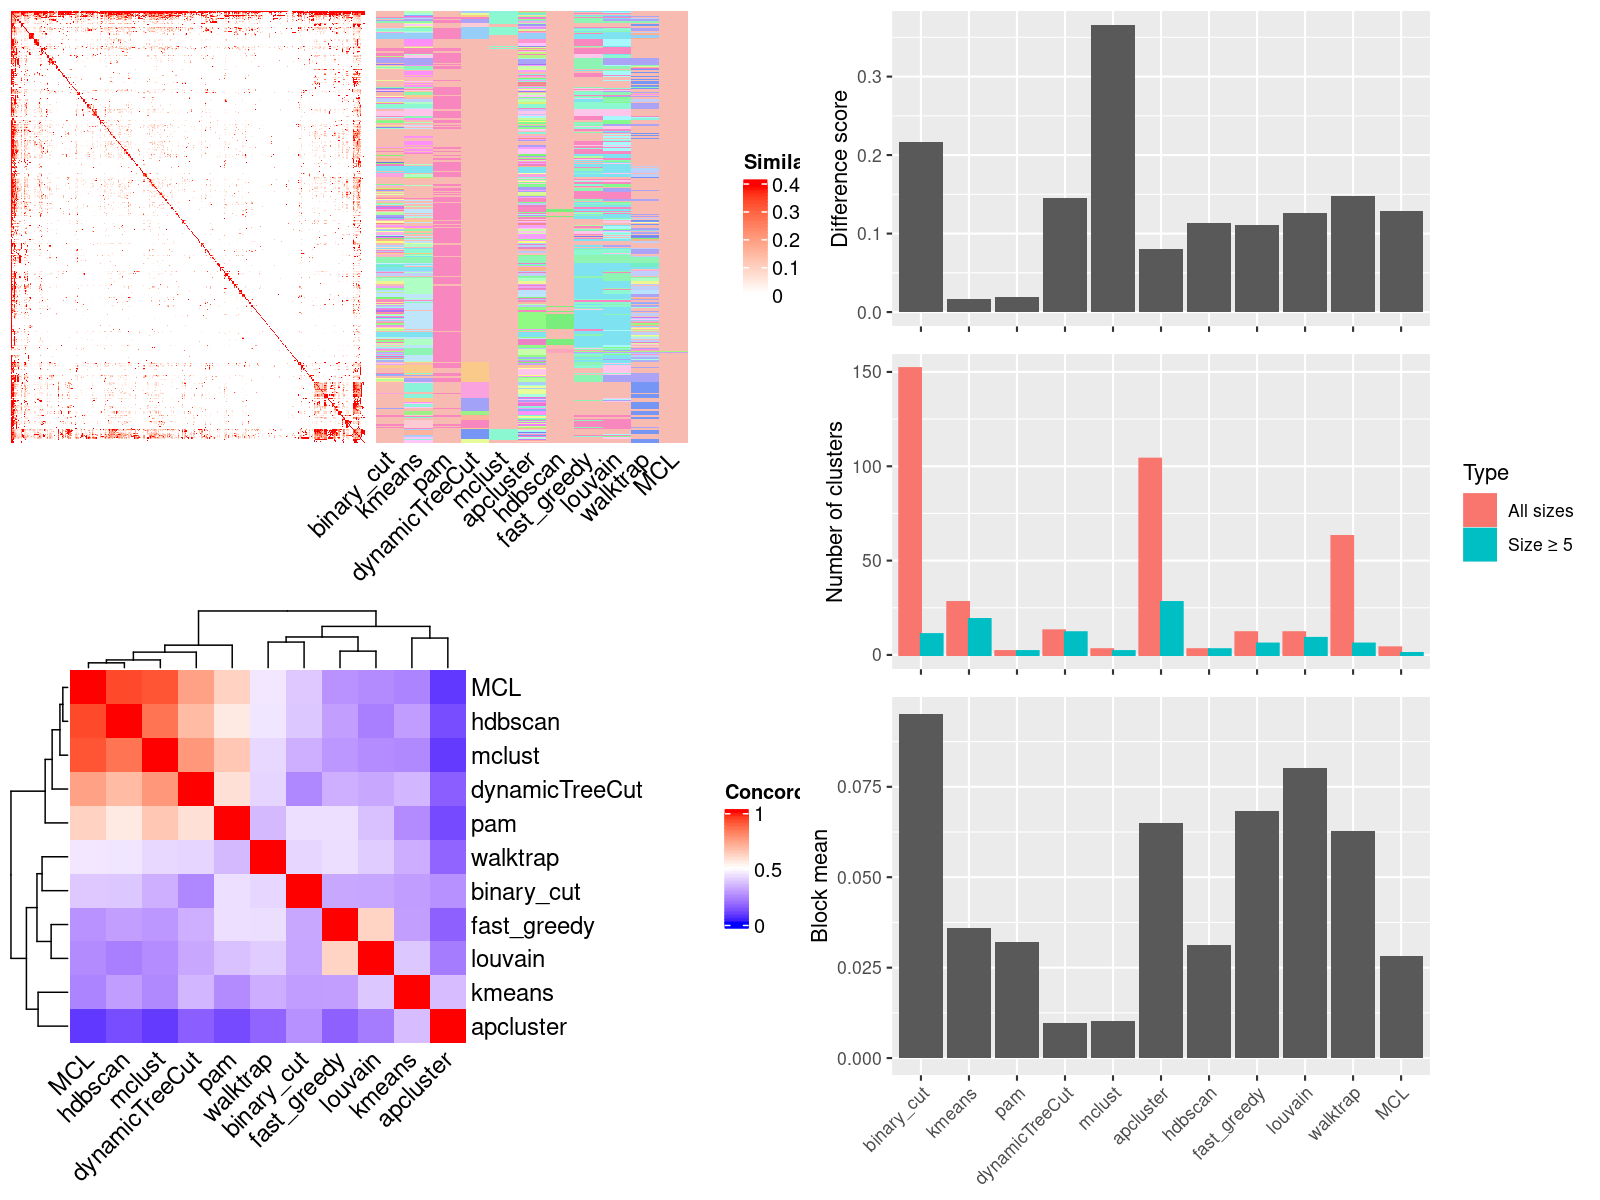 Simila
0.4
0.3
0.2
0.1
0
binary_cut
kmeans
pam
dynamicTreeCut
mclust
apcluster
hdbscan
fast_greedy
louvain
walktrap
MCL
MCL
hdbscan
mclust
dynamicTreeCut
pam
walktrap
binary_cut
fast_greedy
louvain
kmeans
apcluster
MCL
hdbscan
mclust
dynamicTreeCut
pam
walktrap
binary_cut
fast_greedy
louvain
kmeans
apcluster
Concord
1
0.5
0
Difference score
0.3
0.2
0.1
0.0
Number of clusters
150
100
50
0
Type
All sizes
Size ≥ 5
Block mean
0.075
0.050
0.025
0.000
binary_cut
kmeans
pam
dynamicTreeCut
mclust
apcluster
hdbscan
fast_greedy
louvain
walktrap
MCL